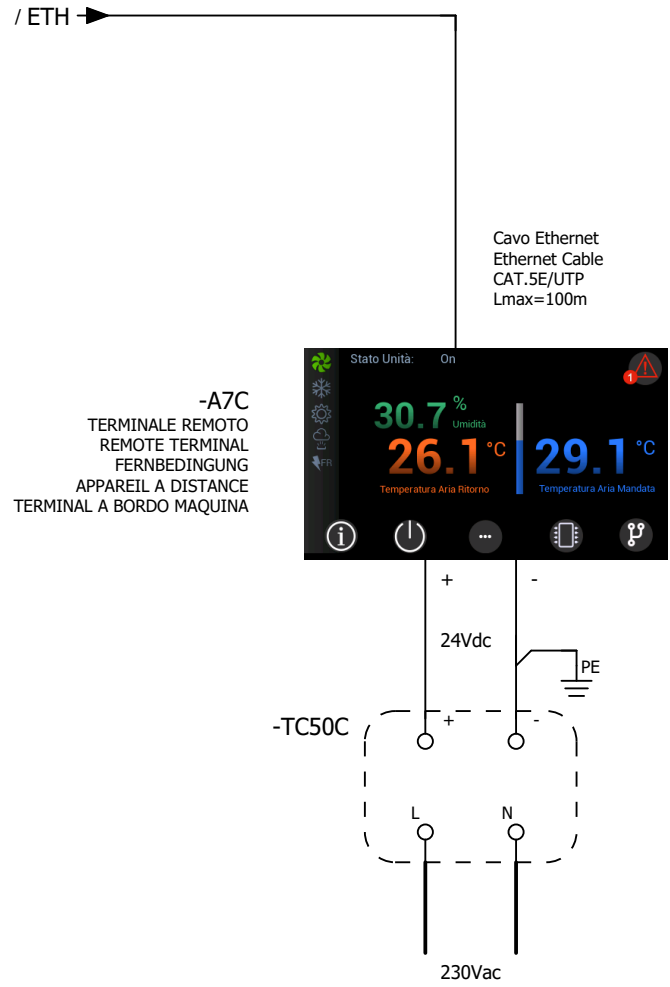 / ETH
Cavo Ethernet
Ethernet Cable
CAT.5E/UTP
Lmax=100m
-A7C
TERMINALE REMOTO
REMOTE TERMINAL
FERNBEDINGUNG
APPAREIL A DISTANCE
TERMINAL A BORDO MAQUINA
Stato Unità: On
1
30.7 %
Umidità
26.1 °C
29.1 °C
FR
Temperatura Aria Ritorno
Temperatura Aria Mandata
i
+ -
24Vdc
PE
-TC50C
+ -
L N
230Vac